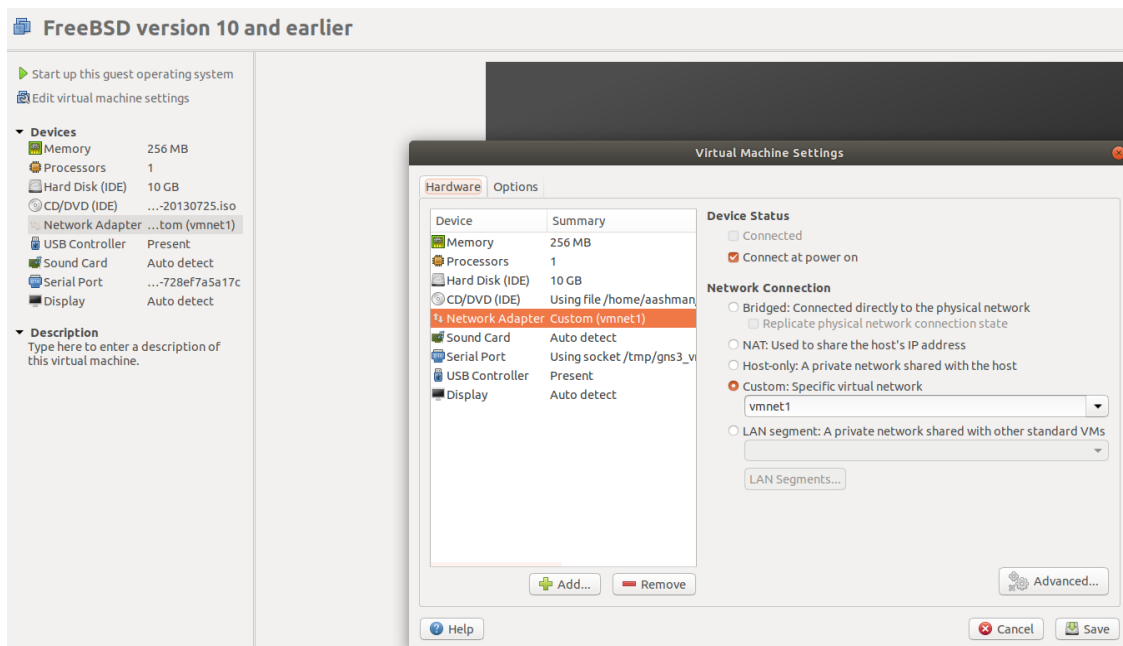 FreeBSD version 10 and earlier
Start up this guest operating system
Edit virtual machine settings
Devices
Memory 256 MB
Processors 1
Hard Disk (IDE) 10 GB
CD/DVD (IDE) ...-20130725.iso
Network Adapter ...tom (vmnet1)
USB Controller Present
Sound Card Auto detect
Serial Port ...-728ef7a5a17c
Display Auto detect
Description
Type here to enter a description of
this virtual machine.
Virtual Machine Settings
Hardware Options
Device Summary
Memory 256 MB
Processors 1
Hard Disk (IDE) 10 GB
CD/DVD (IDE) Using file /home/aashman
Network Adapter Custom (vmnet1)
Sound Card Auto detect
Serial Port Using socket /tmp/gns3_v
USB Controller Present
Display Auto detect
Add...
Remove
Device Status
Connected
Connect at power on
Network Connection
Bridged: Connected directly to the physical network
Replicate physical network connection state
NAT: Used to share the host's IP address
Host-only: A private network shared with the host
Custom: Specific virtual network
vmnet1
LAN segment: A private network shared with other standard VMs
LAN Segments...
Advanced...
Help
Cancel
Save